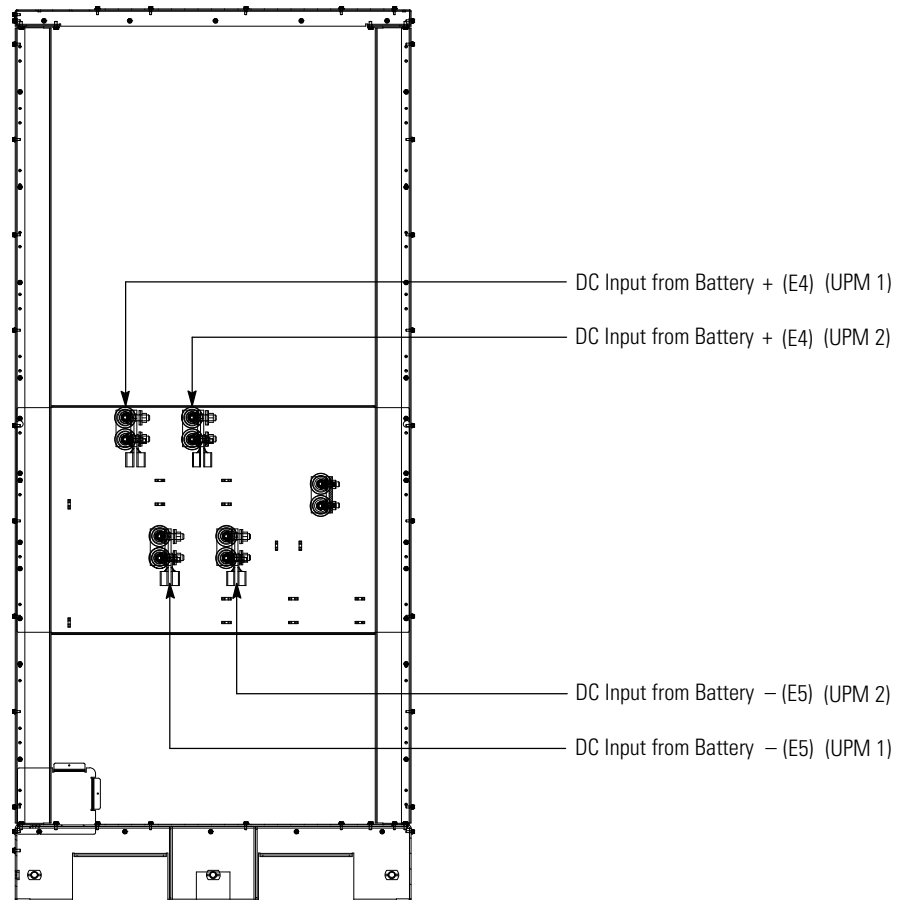 DC Input from Battery + (E4) (UPM 1)
DC Input from Battery + (E4) (UPM 2)
DC Input from Battery – (E5) (UPM 2)
DC Input from Battery – (E5) (UPM 1)